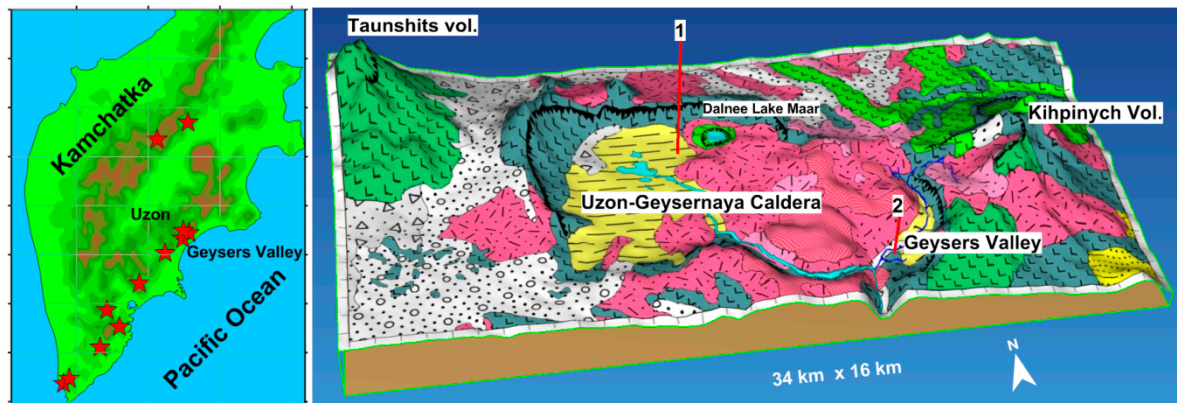 Kamchatka
Uzon
Geysers Valley
Pacific Ocean
Taunshits vol.
1
Dalnee Lake Maar
Kihpinych Vol.
Uzon-Geysernaya Caldera
2
Geysers Valley
34 km x 16 km
N